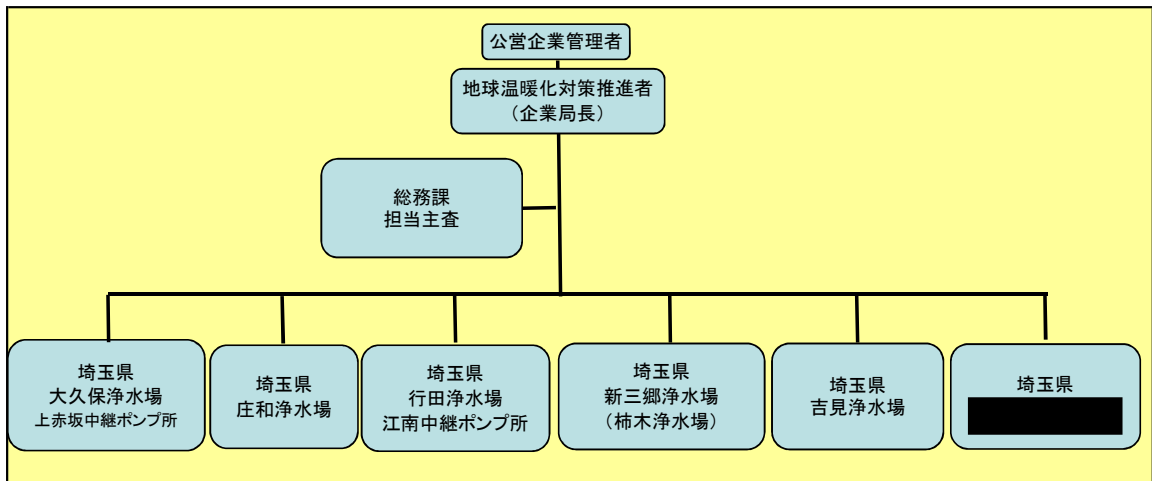 公営企業管理者
地球温暖化対策推進者
（企業局長）
総務課
担当主査
埼玉県
大久保浄水場
上赤坂中継ポンプ所
埼玉県
庄和浄水場
埼玉県
行田浄水場
江南中継ポンプ所
埼玉県
新三郷浄水場
（柿木浄水場）
埼玉県
吉見浄水場
埼玉県